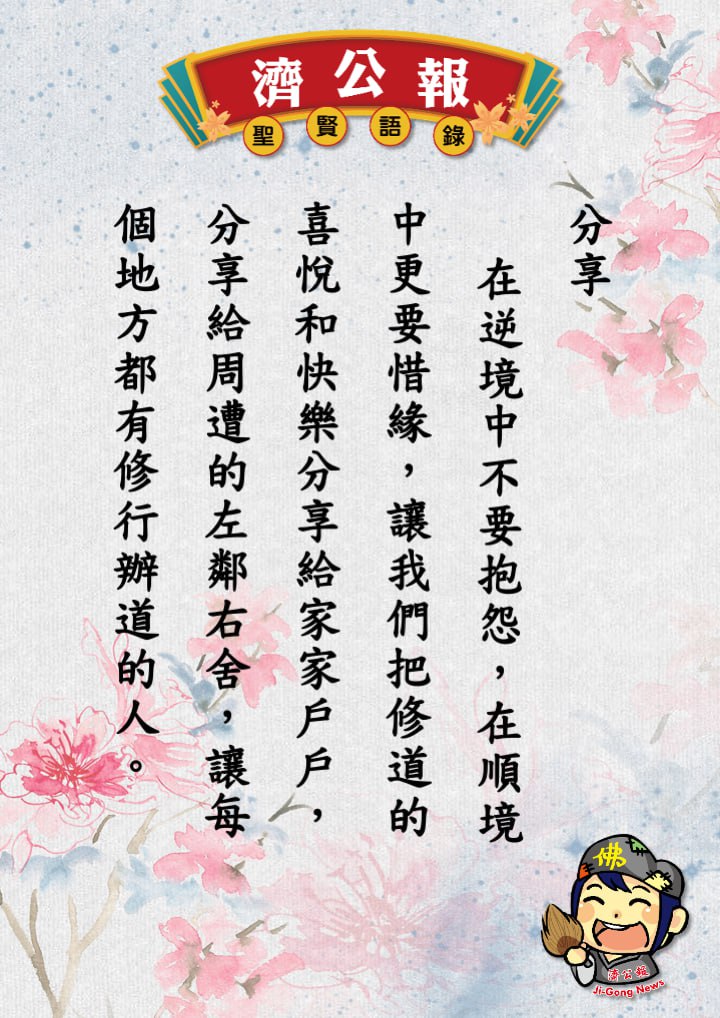 濟公報
聖賢語錄
分享
在逆境中不要抱怨，在順境
中更要惜緣，讓我們把修道的
喜悅和快樂分享給家家戶戶，
分享給周遭的左鄰右舍，讓每
個地方都有修行辦道的人。
佛
濟公報
Ji-Gong News